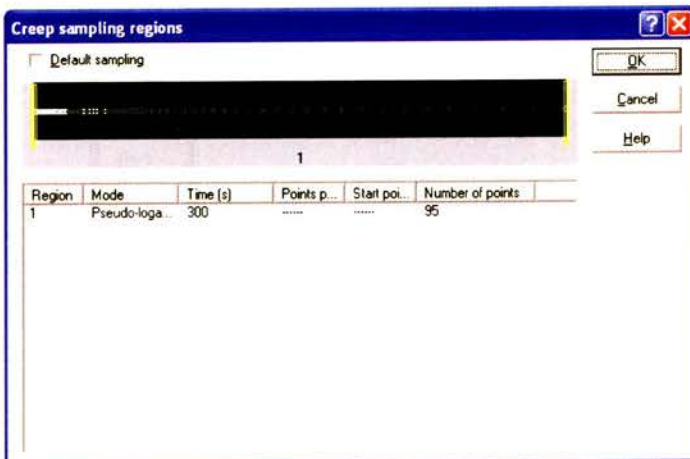 Creep sampling regions
Default sampling
OK
Cancel
Help
1
Region Mode Time (s) Points p... Start poi... Number of points
1 Pseudo-loga... 300 ------ ------ 95